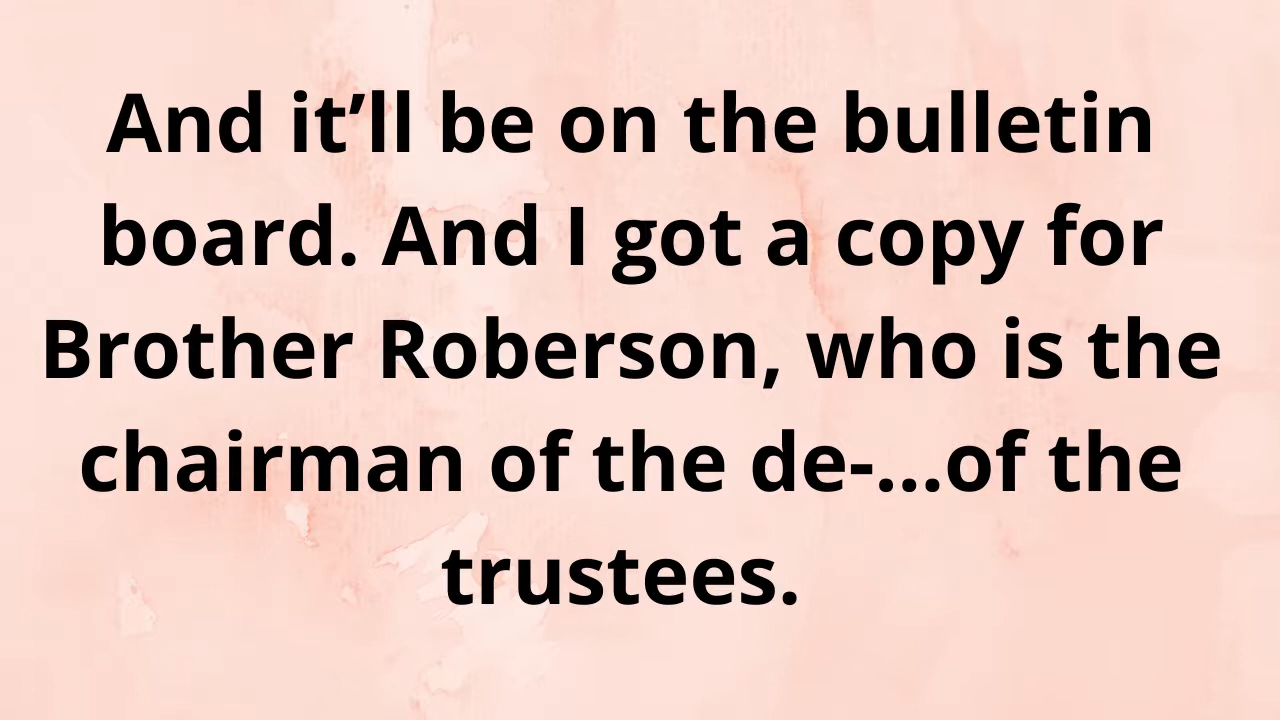 And it’ll be on the bulletin
board. And I got a copy for
Brother Roberson, who is the
chairman of the de-...of the
trustees.